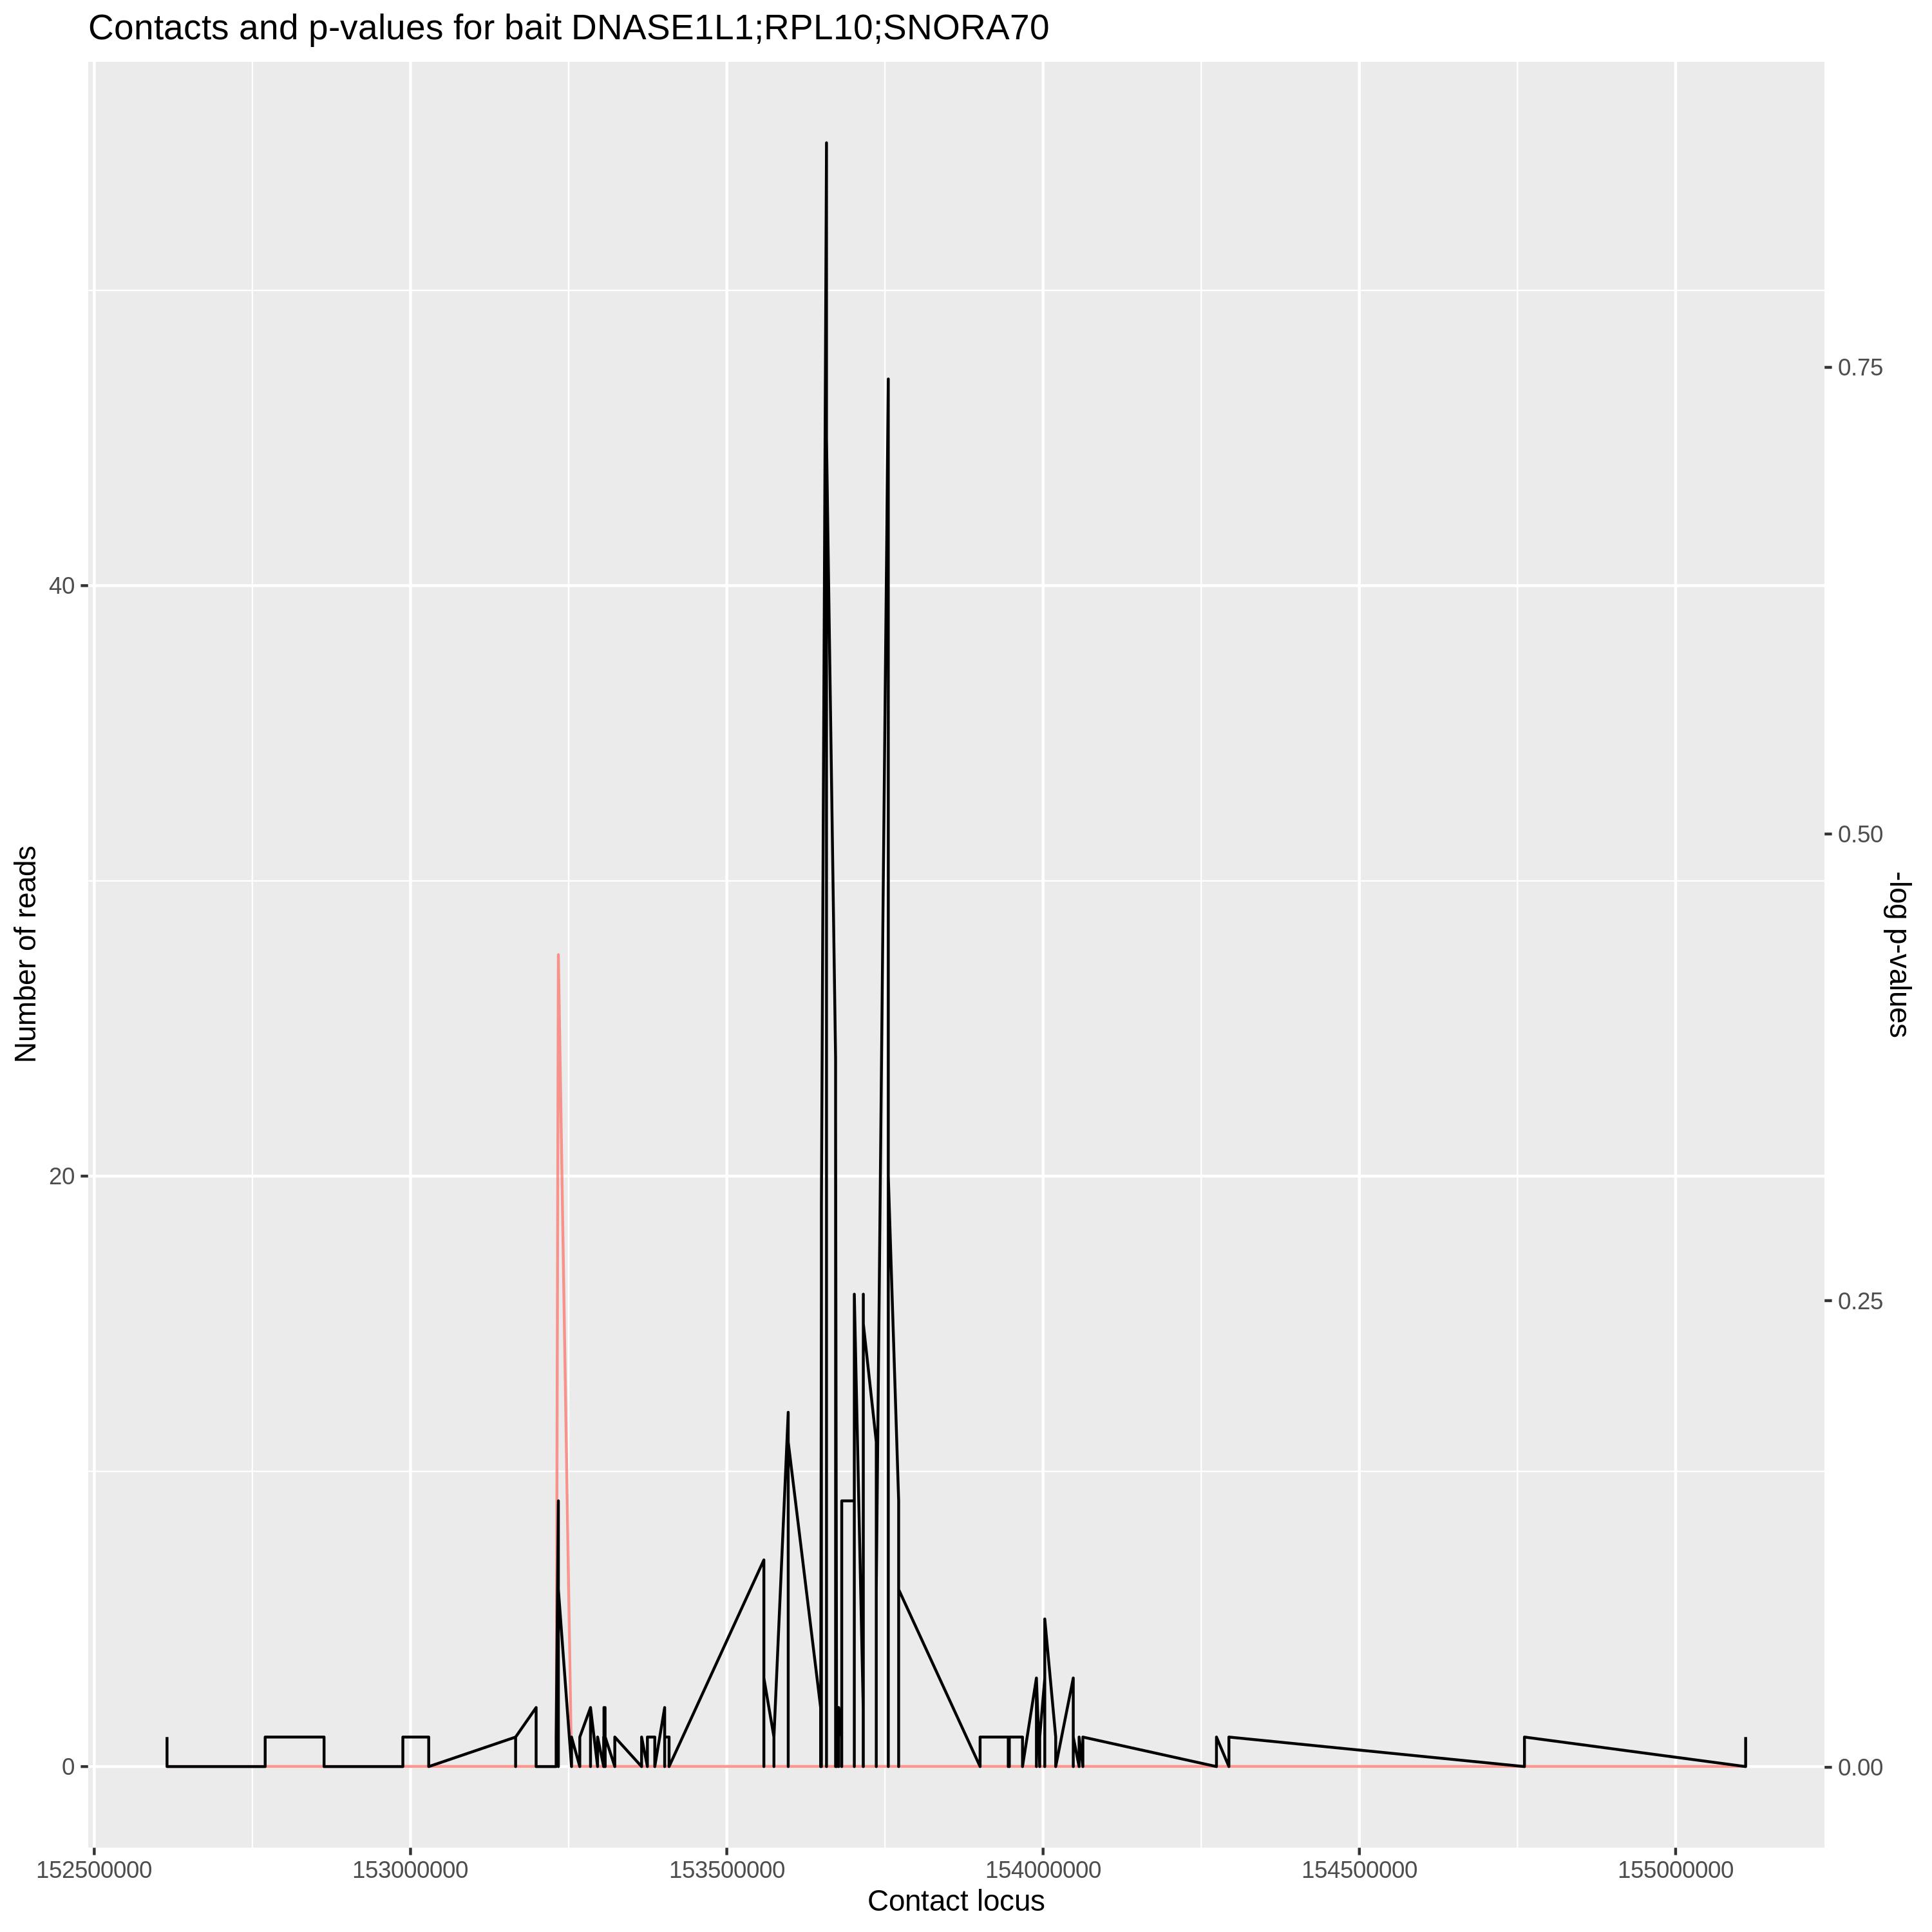 Contacts and p-values for bait DNASE1L1;RPL10;SNORA70
Number of reads
40
20
0
0.75
0.50
0.25
0.00
-log p-values
152500000 153000000 153500000 154000000 154500000 155000000
Contact locus